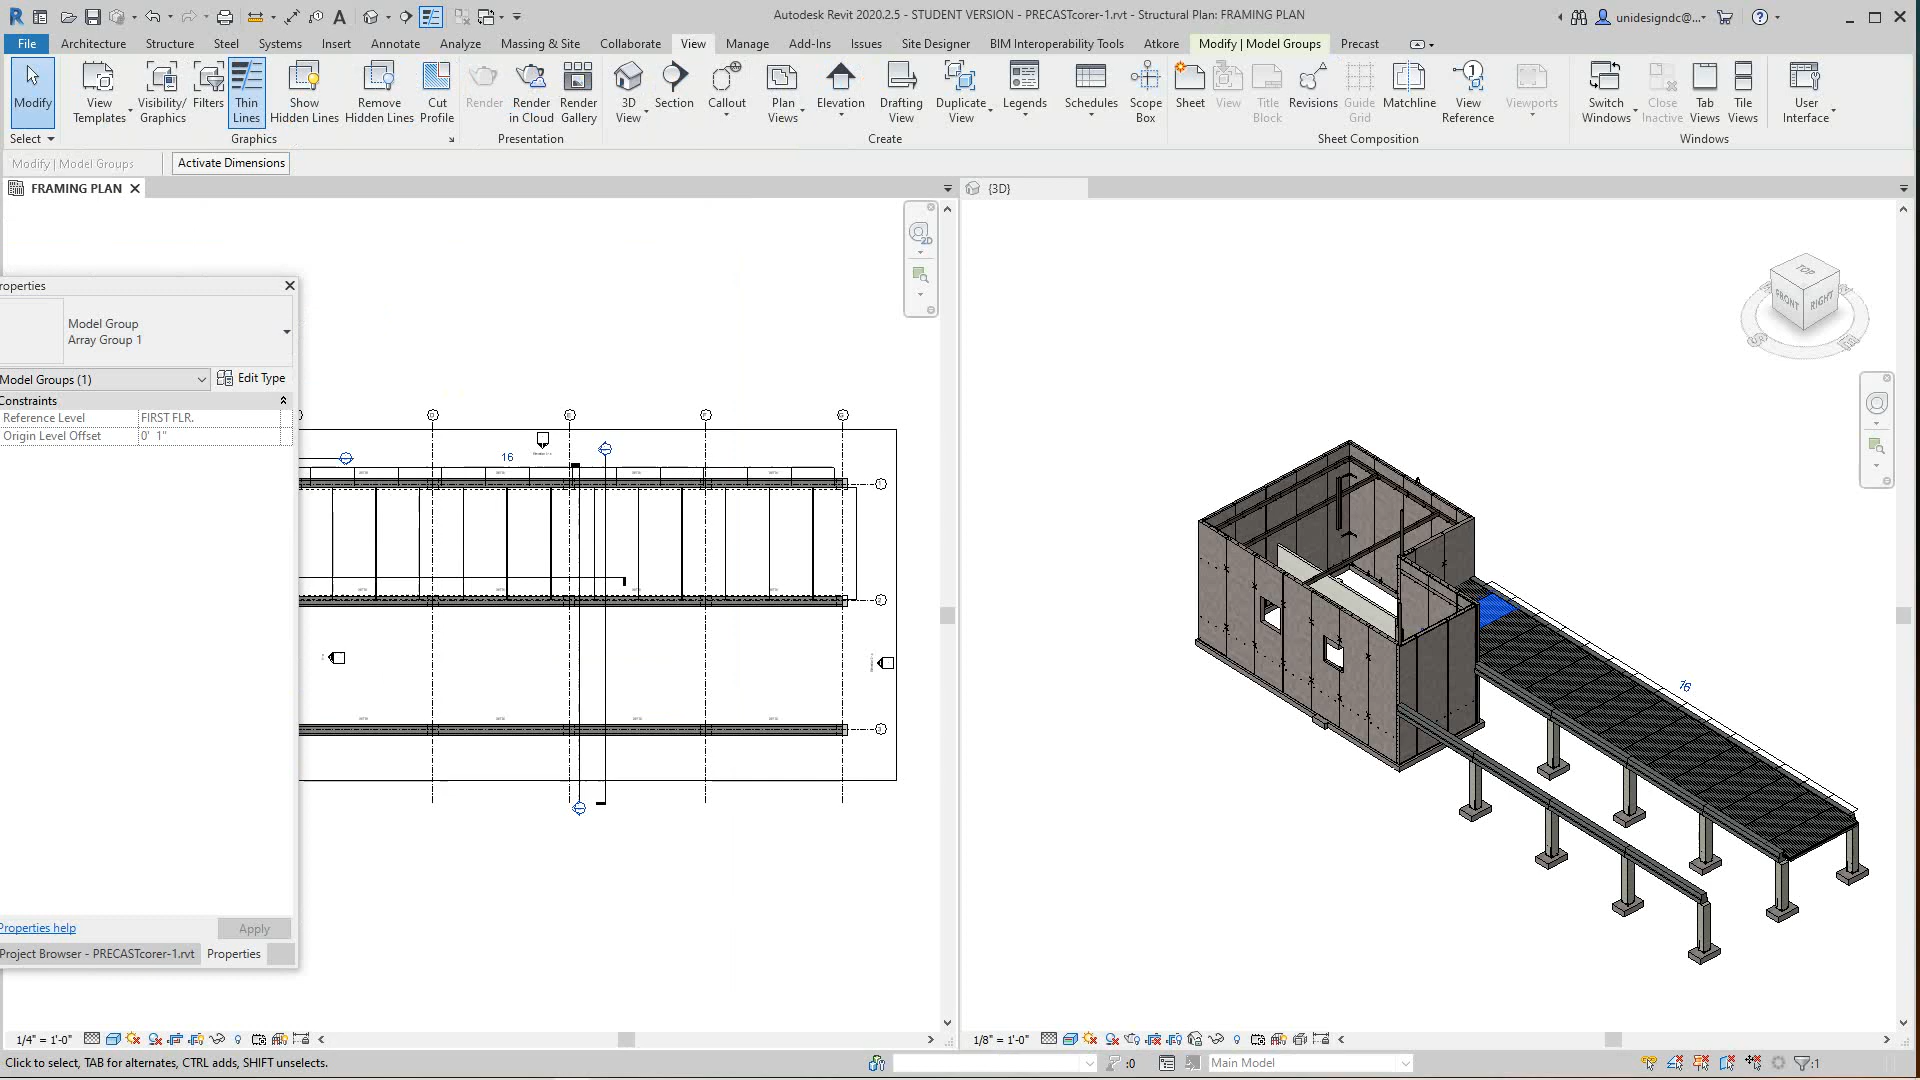 Autodesk Revit 2020.2.5 - STUDENT VERSION - PRECASTcorer-1.rvt - Structural Plan: FRAMING PLAN
unidesigndc@...
File Architecture Structure Steel Systems Insert Annotate Analyze Massing & Site Collaborate View Manage Add-Ins Issues Site Designer BIM Interoperability Tools Atkore Modify | Model Groups Precast
Modify View Templates Visibility/ Graphics Filters Thin Lines Show Hidden Lines Remove Hidden Lines Cut Profile Render Render in Cloud Render Gallery 3D View Section Callout Plan Views Elevation Drafting View Duplicate View Legends Schedules Scope Box Sheet View Title Block Revisions Guide Grid Matchline View Reference Viewports Switch Windows Close Inactive Tab Views Tile Views User Interface
Select Graphics Presentation Create Sheet Composition Windows
Modify | Model Groups Activate Dimensions
FRAMING PLAN {3D}
2D
TOP
FRONT RIGHT
roperties
Model Group
Array Group 1
Model Groups (1) Edit Type
Constraints
Reference Level FIRST FLR.
Origin Level Offset 0' 1"
16
16
Properties help Apply
Project Browser - PRECASTcorer-1.rvt Properties
1/4" = 1'-0" 1/8" = 1'-0"
Click to select, TAB for alternates, CTRL adds, SHIFT unselects. :0 Main Model :1